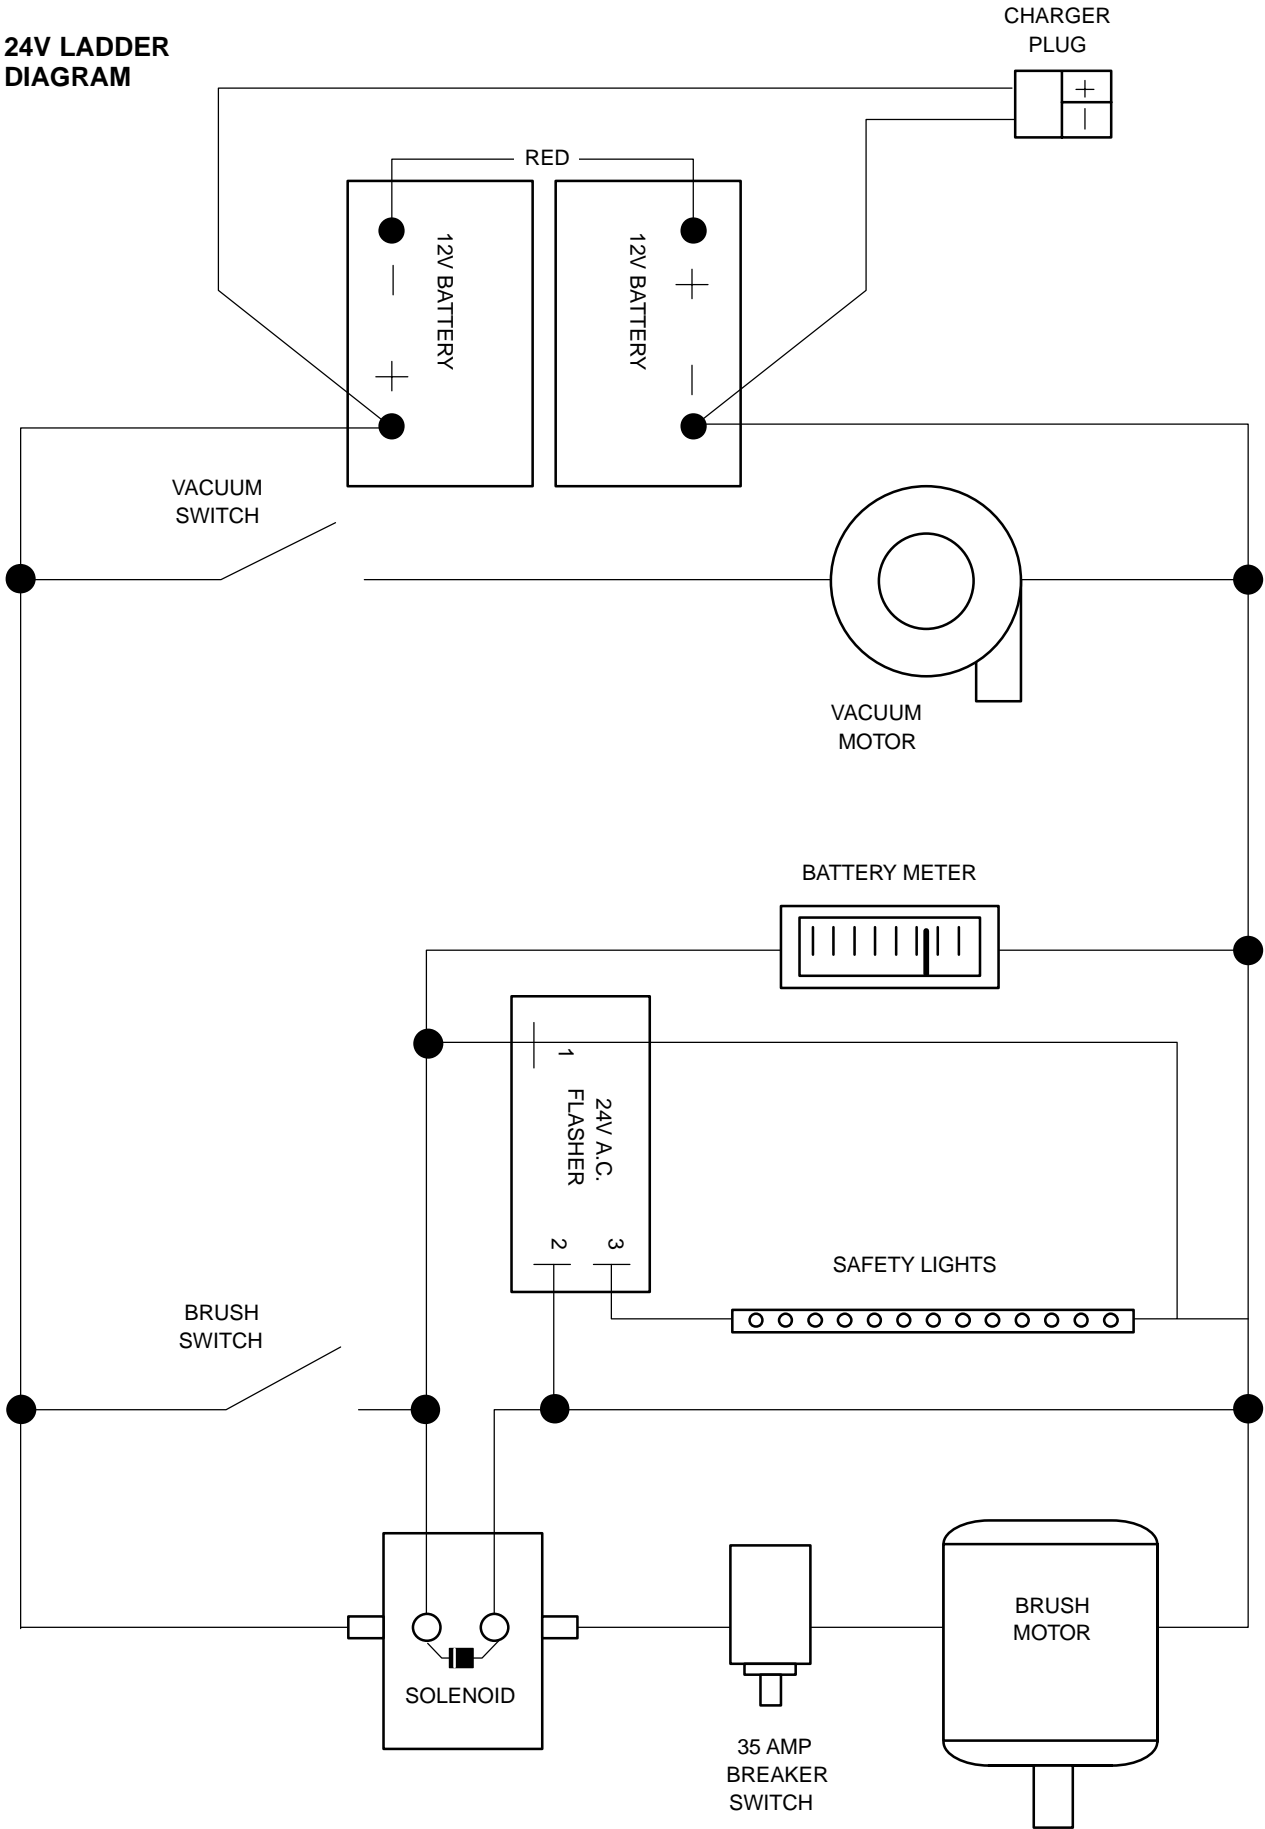 24V LADDER
DIAGRAM
CHARGER
PLUG
+
–
RED
12V BATTERY
–
+
12V BATTERY
+
–
VACUUM
SWITCH
VACUUM
MOTOR
BATTERY METER
1
24V A.C.
FLASHER
2
3
SAFETY LIGHTS
BRUSH
SWITCH
SOLENOID
35 AMP
BREAKER
SWITCH
BRUSH
MOTOR